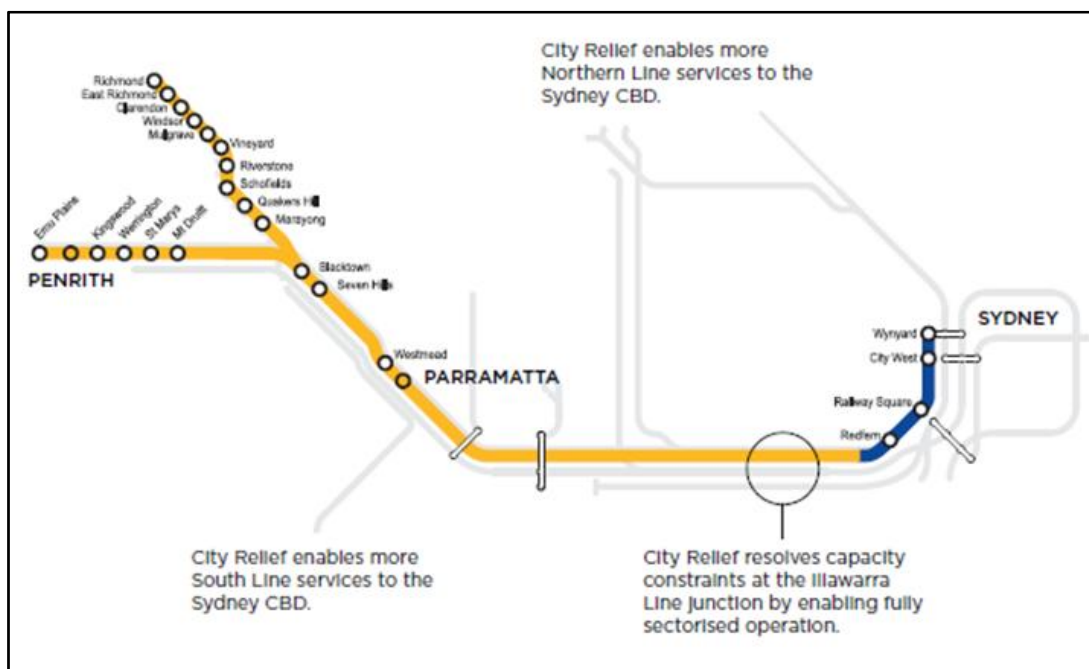 City Relief enables more
Northern Line services to the
Sydney CBD.
Richmond
East Richmond
Clarendon
Windsor
Mulgrave
Vineyard
Riverstone
Schofields
Quakers Hill
Marayong
Emu Plains
Kingswood
Werrington
St Marys
Mt Druitt
PENRITH
Blacktown
Seven Hills
Westmead
PARRAMATTA
Wynyard
SYDNEY
City West
Railway Square
Redfern
City Relief enables more
South Line services to the
Sydney CBD.
City Relief resolves capacity
constraints at the Illawarra
Line junction by enabling fully
sectorised operation.